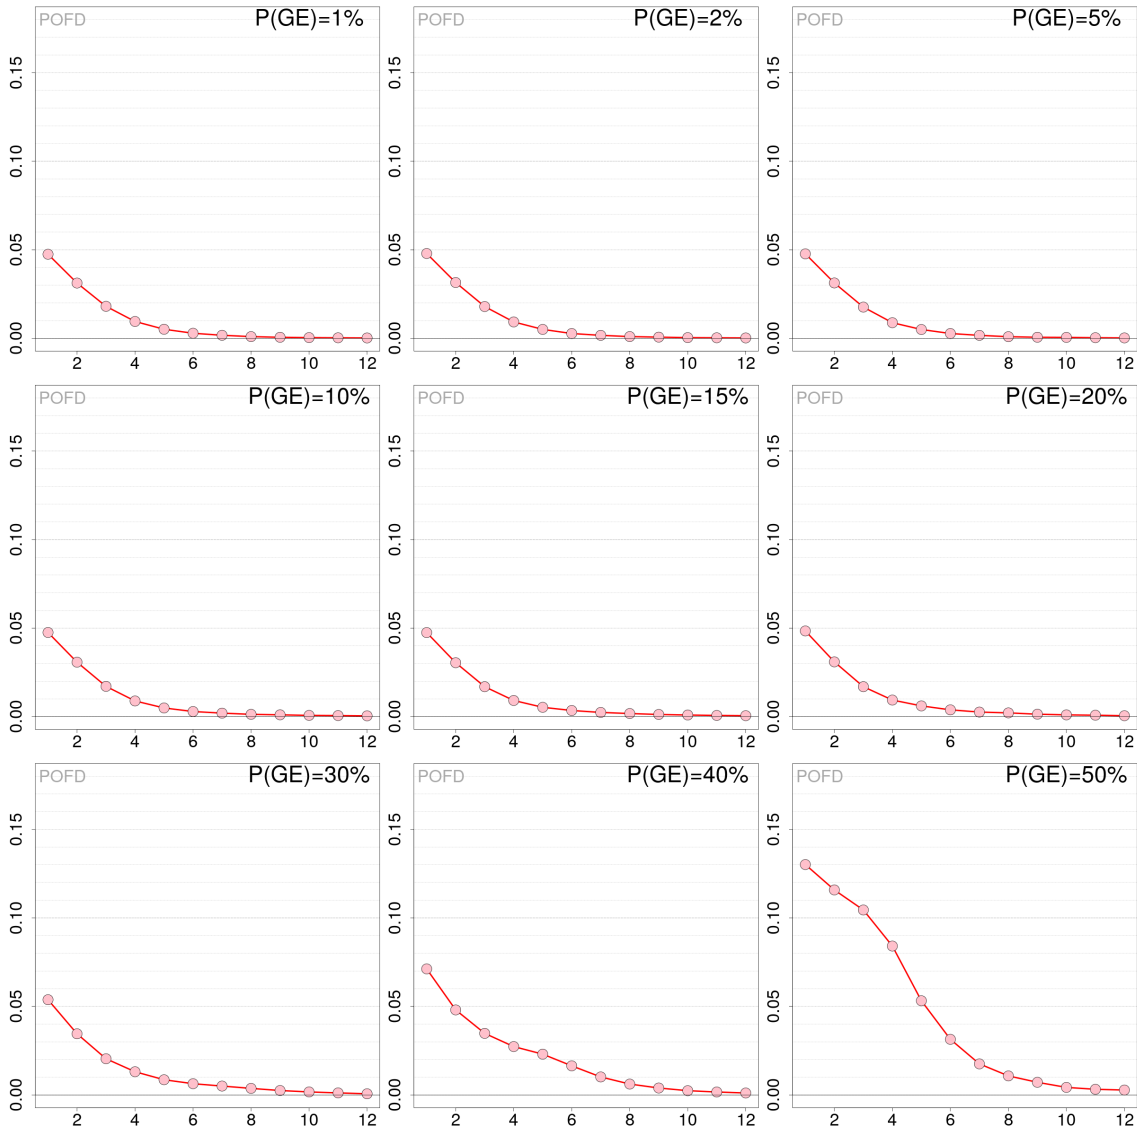 POFD P(GE)=1%
0.15
0.10
0.05
0.00
2 4 6 8 10 12
POFD P(GE)=2%
0.15
0.10
0.05
0.00
2 4 6 8 10 12
POFD P(GE)=5%
0.15
0.10
0.05
0.00
2 4 6 8 10 12
POFD P(GE)=10%
0.15
0.10
0.05
0.00
2 4 6 8 10 12
POFD P(GE)=15%
0.15
0.10
0.05
0.00
2 4 6 8 10 12
POFD P(GE)=20%
0.15
0.10
0.05
0.00
2 4 6 8 10 12
POFD P(GE)=30%
0.15
0.10
0.05
0.00
2 4 6 8 10 12
POFD P(GE)=40%
0.15
0.10
0.05
0.00
2 4 6 8 10 12
POFD P(GE)=50%
0.15
0.10
0.05
0.00
2 4 6 8 10 12